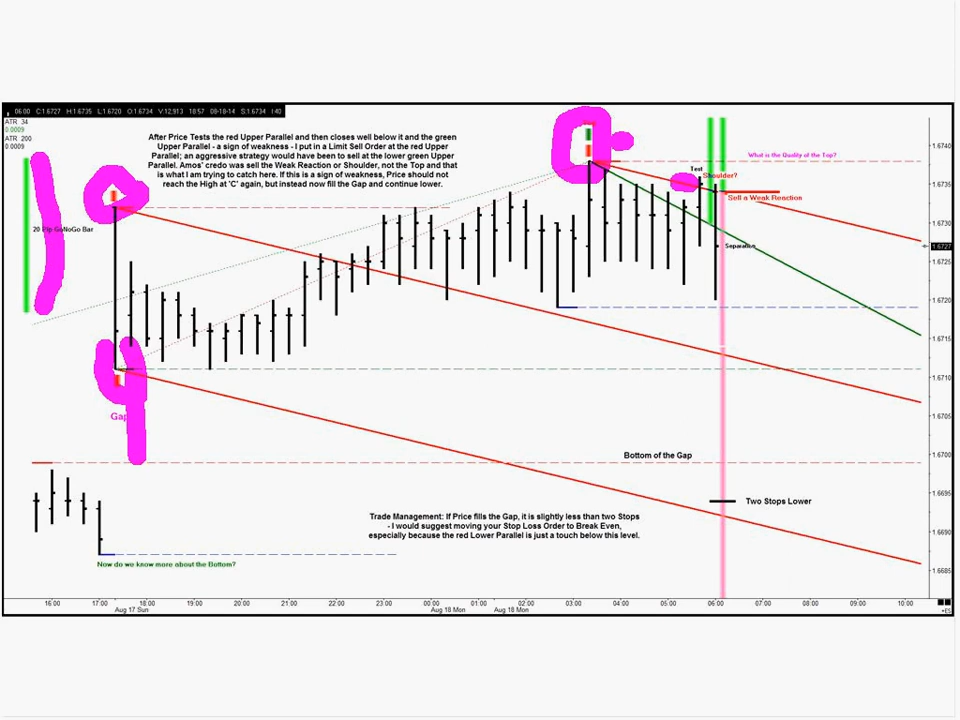 06:00 C:1.6727 H:1.6735 L:1.6720 O:1.6734 V:12,913 18:57 08-18-14 S:1.6734 I:40
ATR 34
0.0009
ATR 200
0.0009
After Price Tests the red Upper Parallel and then closes well below it and the green
Upper Parallel - a sign of weakness - I put in a Limit Sell Order at the red Upper
Parallel; an aggressive strategy would have been to sell at the lower green Upper
Parallel. Amos' credo was sell the Weak Reaction or Shoulder, not the Top and that
is what I am trying to catch here. If this is a sign of weakness, Price should not
reach the High at 'C' again, but instead now fill the Gap and continue lower.
What is the Quality of the Top?
Test
Shoulder?
Sell a Weak Reaction
20 Pip GoNoGo Bar
Separation
Gap
Bottom of the Gap
Two Stops Lower
Trade Management: If Price fills the Gap, it is slightly less than two Stops
- I would suggest moving your Stop Loss Order to Break Even,
especially because the red Lower Parallel is just a touch below this level.
Now do we know more about the Bottom?
1.6740
1.6735
1.6730
1.6727
1.6725
1.6720
1.6715
1.6710
1.6705
1.6700
1.6695
1.6690
1.6685
16:00 17:00 18:00 19:00 20:00 21:00 22:00 23:00 00:00 01:00 02:00 03:00 04:00 05:00 06:00 07:00 08:00 09:00 10:00
Aug 17 Sun Aug 18 Mon Aug 18 Mon